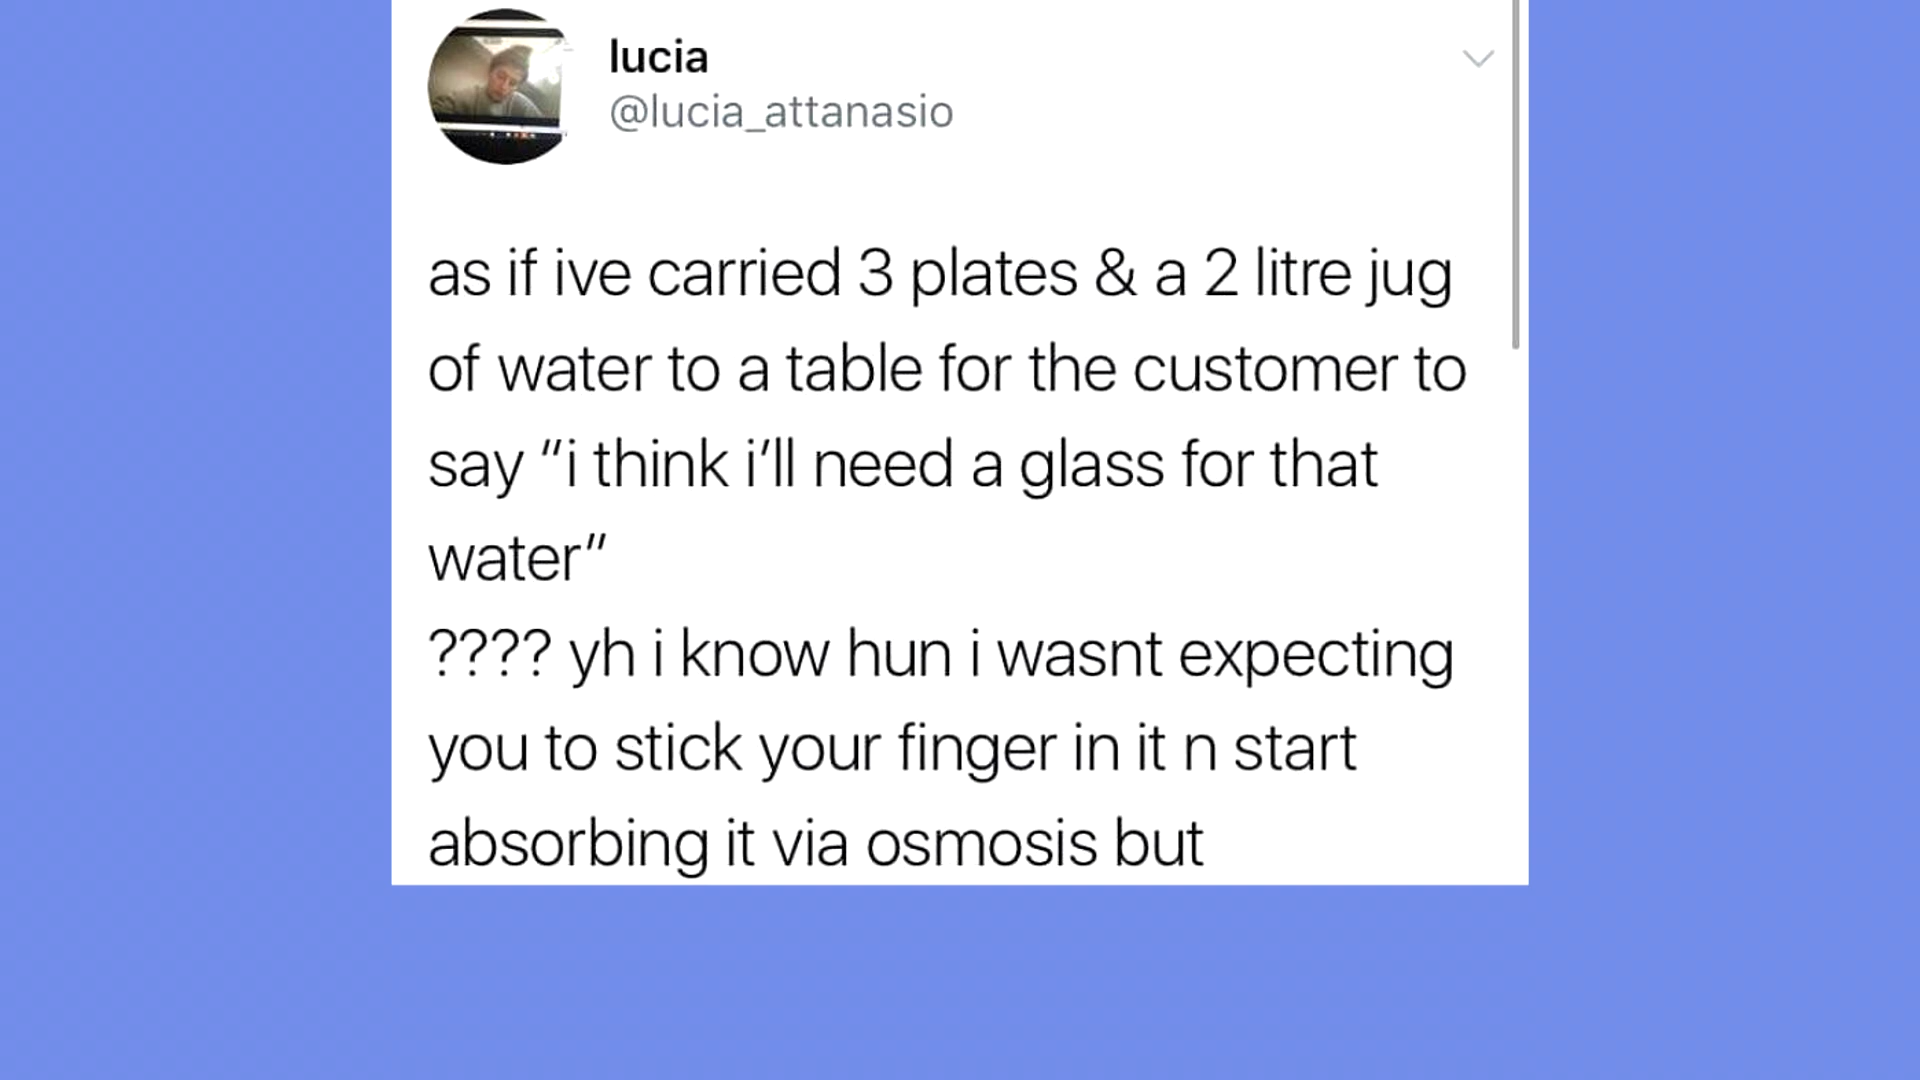 lucia
@lucia_attanasio
as if ive carried 3 plates & a 2 litre jug
of water to a table for the customer to
say "i think i'll need a glass for that
water"
???? yh i know hun i wasnt expecting
you to stick your finger in it n start
absorbing it via osmosis but